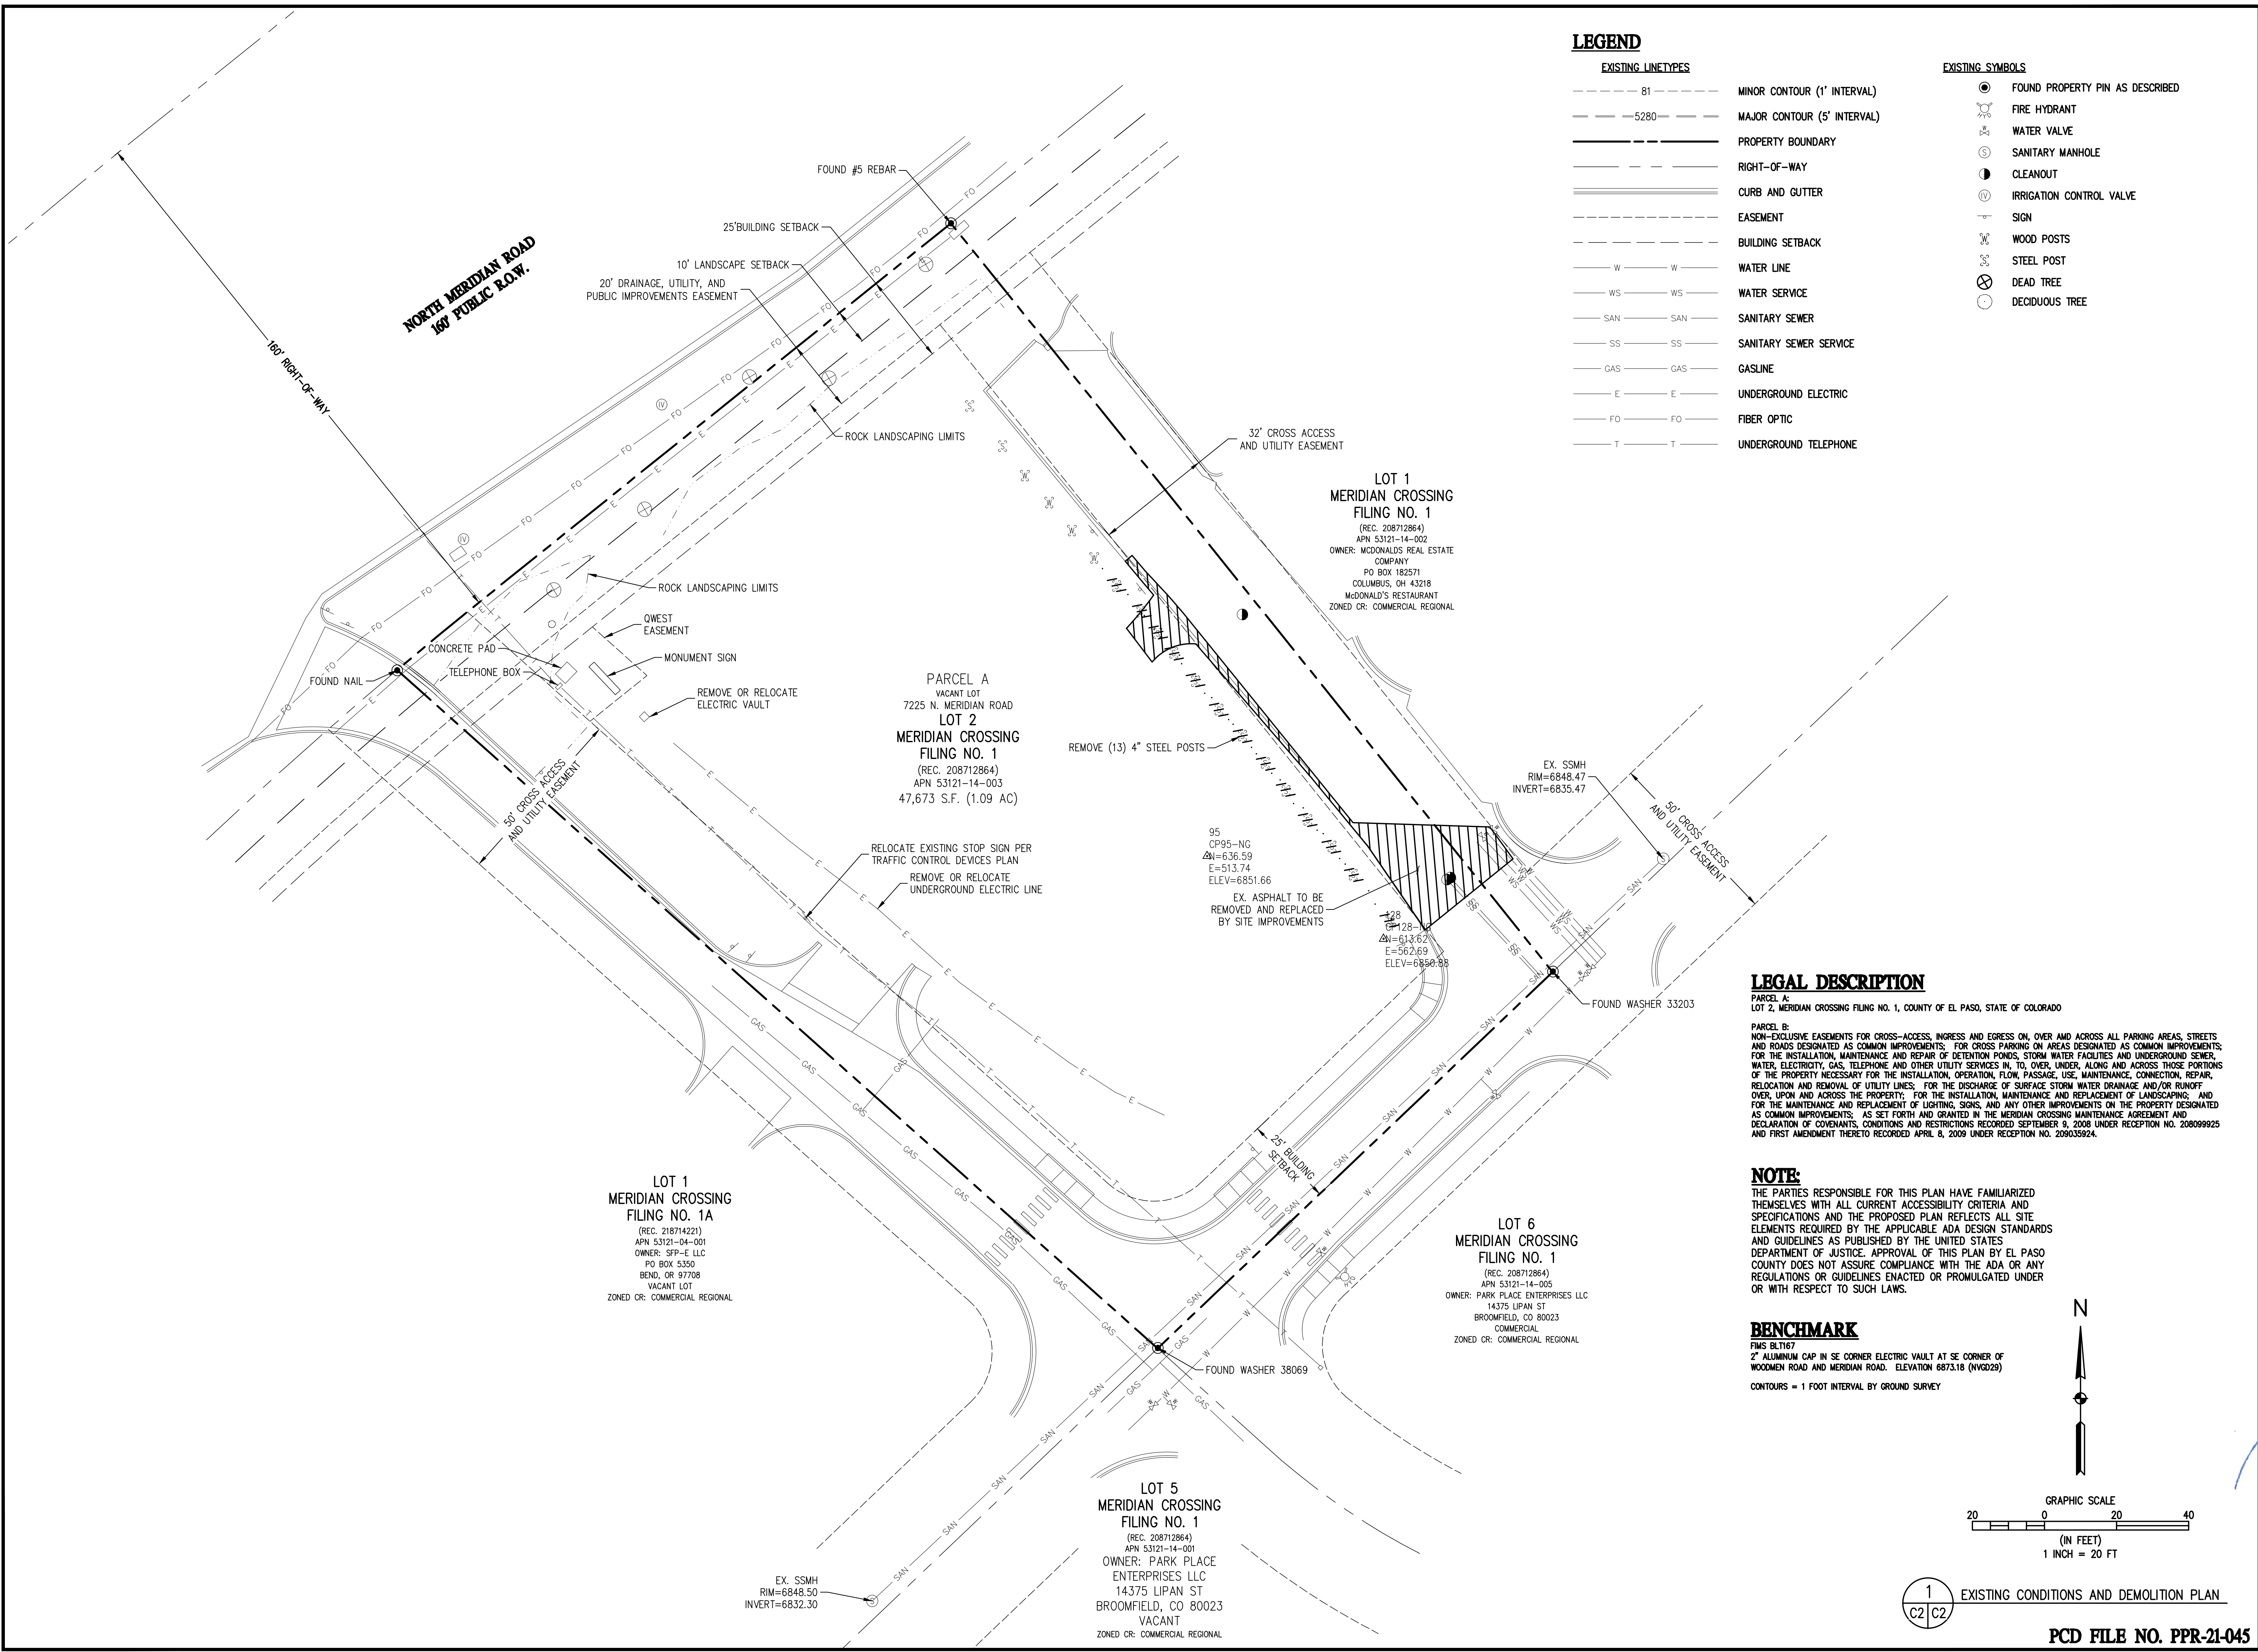 LEGEND
EXISTING LINETYPES
81
MINOR CONTOUR (1' INTERVAL)
5280
MAJOR CONTOUR (5' INTERVAL)
PROPERTY BOUNDARY
RIGHT-OF-WAY
CURB AND GUTTER
EASEMENT
BUILDING SETBACK
W W WATER LINE
WS WS WATER SERVICE
SAN SAN SANITARY SEWER
SS SS SANITARY SEWER SERVICE
GAS GAS GASLINE
E E UNDERGROUND ELECTRIC
FO FO FIBER OPTIC
T T UNDERGROUND TELEPHONE
EXISTING SYMBOLS
FOUND PROPERTY PIN AS DESCRIBED
FIRE HYDRANT
WATER VALVE
S SANITARY MANHOLE
CLEANOUT
IV IRRIGATION CONTROL VALVE
SIGN
W WOOD POSTS
S STEEL POST
DEAD TREE
DECIDUOUS TREE
NORTH MERIDIAN ROAD
160' PUBLIC R.O.W.
160' RIGHT-OF-WAY
FOUND #5 REBAR
25'BUILDING SETBACK
10' LANDSCAPE SETBACK
20' DRAINAGE, UTILITY, AND
PUBLIC IMPROVEMENTS EASEMENT
ROCK LANDSCAPING LIMITS
32' CROSS ACCESS
AND UTILITY EASEMENT
LOT 1
MERIDIAN CROSSING
FILING NO. 1
(REC. 208712864)
APN 53121-14-002
OWNER: MCDONALDS REAL ESTATE
COMPANY
PO BOX 182571
COLUMBUS, OH 43218
McDONALD'S RESTAURANT
ZONED CR: COMMERCIAL REGIONAL
ROCK LANDSCAPING LIMITS
QWEST
EASEMENT
CONCRETE PAD
MONUMENT SIGN
TELEPHONE BOX
FOUND NAIL
REMOVE OR RELOCATE
ELECTRIC VAULT
PARCEL A
VACANT LOT
7225 N. MERIDIAN ROAD
LOT 2
MERIDIAN CROSSING
FILING NO. 1
(REC. 208712864)
APN 53121-14-003
47,673 S.F. (1.09 AC)
REMOVE (13) 4" STEEL POSTS
50' CROSS ACCESS
AND UTILITY EASEMENT
EX. SSMH
RIM=6848.47
INVERT=6835.47
50' CROSS ACCESS
AND UTILITY EASEMENT
RELOCATE EXISTING STOP SIGN PER
TRAFFIC CONTROL DEVICES PLAN
REMOVE OR RELOCATE
UNDERGROUND ELECTRIC LINE
95
CP95-NG
N=636.59
E=513.74
ELEV=6851.66
EX. ASPHALT TO BE
REMOVED AND REPLACED
BY SITE IMPROVEMENTS
128
CP128-NG
N=613.62
E=562.69
ELEV=6850.88
FOUND WASHER 33203
25' BUILDING
SETBACK
LOT 1
MERIDIAN CROSSING
FILING NO. 1A
(REC. 218714221)
APN 53121-04-001
OWNER: SFP-E LLC
PO BOX 5350
BEND, OR 97708
VACANT LOT
ZONED CR: COMMERCIAL REGIONAL
LOT 6
MERIDIAN CROSSING
FILING NO. 1
(REC. 208712864)
APN 53121-14-005
OWNER: PARK PLACE ENTERPRISES LLC
14375 LIPAN ST
BROOMFIELD, CO 80023
COMMERCIAL
ZONED CR: COMMERCIAL REGIONAL
FOUND WASHER 38069
LOT 5
MERIDIAN CROSSING
FILING NO. 1
(REC. 208712864)
APN 53121-14-001
OWNER: PARK PLACE
ENTERPRISES LLC
14375 LIPAN ST
BROOMFIELD, CO 80023
VACANT
ZONED CR: COMMERCIAL REGIONAL
EX. SSMH
RIM=6848.50
INVERT=6832.30
LEGAL DESCRIPTION
PARCEL A:
LOT 2, MERIDIAN CROSSING FILING NO. 1, COUNTY OF EL PASO, STATE OF COLORADO
PARCEL B:
NON-EXCLUSIVE EASEMENTS FOR CROSS-ACCESS, INGRESS AND EGRESS ON, OVER AMD ACROSS ALL PARKING AREAS, STREETS
AND ROADS DESIGNATED AS COMMON IMPROVEMENTS; FOR CROSS PARKING ON AREAS DESIGNATED AS COMMON IMPROVEMENTS;
FOR THE INSTALLATION, MAINTENANCE AND REPAIR OF DETENTION PONDS, STORM WATER FACILITIES AND UNDERGROUND SEWER,
WATER, ELECTRICITY, GAS, TELEPHONE AND OTHER UTILITY SERVICES IN, TO, OVER, UNDER, ALONG AND ACROSS THOSE PORTIONS
OF THE PROPERTY NECESSARY FOR THE INSTALLATION, OPERATION, FLOW, PASSAGE, USE, MAINTENANCE, CONNECTION, REPAIR,
RELOCATION AND REMOVAL OF UTILITY LINES; FOR THE DISCHARGE OF SURFACE STORM WATER DRAINAGE AND/OR RUNOFF
OVER, UPON AND ACROSS THE PROPERTY; FOR THE INSTALLATION, MAINTENANCE AND REPLACEMENT OF LANDSCAPING; AND
FOR THE MAINTENANCE AND REPLACEMENT OF LIGHTING, SIGNS, AND ANY OTHER IMPROVEMENTS ON THE PROPERTY DESIGNATED
AS COMMON IMPROVEMENTS; AS SET FORTH AND GRANTED IN THE MERIDIAN CROSSING MAINTENANCE AGREEMENT AND
DECLARATION OF COVENANTS, CONDITIONS AND RESTRICTIONS RECORDED SEPTEMBER 9, 2008 UNDER RECEPTION NO. 208099925
AND FIRST AMENDMENT THERETO RECORDED APRIL 8, 2009 UNDER RECEPTION NO. 209035924.
NOTE:
THE PARTIES RESPONSIBLE FOR THIS PLAN HAVE FAMILIARIZED
THEMSELVES WITH ALL CURRENT ACCESSIBILITY CRITERIA AND
SPECIFICATIONS AND THE PROPOSED PLAN REFLECTS ALL SITE
ELEMENTS REQUIRED BY THE APPLICABLE ADA DESIGN STANDARDS
AND GUIDELINES AS PUBLISHED BY THE UNITED STATES
DEPARTMENT OF JUSTICE. APPROVAL OF THIS PLAN BY EL PASO
COUNTY DOES NOT ASSURE COMPLIANCE WITH THE ADA OR ANY
REGULATIONS OR GUIDELINES ENACTED OR PROMULGATED UNDER
OR WITH RESPECT TO SUCH LAWS.
BENCHMARK
FIMS BLT167
2" ALUMINUM CAP IN SE CORNER ELECTRIC VAULT AT SE CORNER OF
WOODMEN ROAD AND MERIDIAN ROAD. ELEVATION 6873.18 (NVGD29)
CONTOURS = 1 FOOT INTERVAL BY GROUND SURVEY
N
GRAPHIC SCALE
20 0 20 40
(IN FEET)
1 INCH = 20 FT
1
C2 C2
EXISTING CONDITIONS AND DEMOLITION PLAN
PCD FILE NO. PPR-21-045